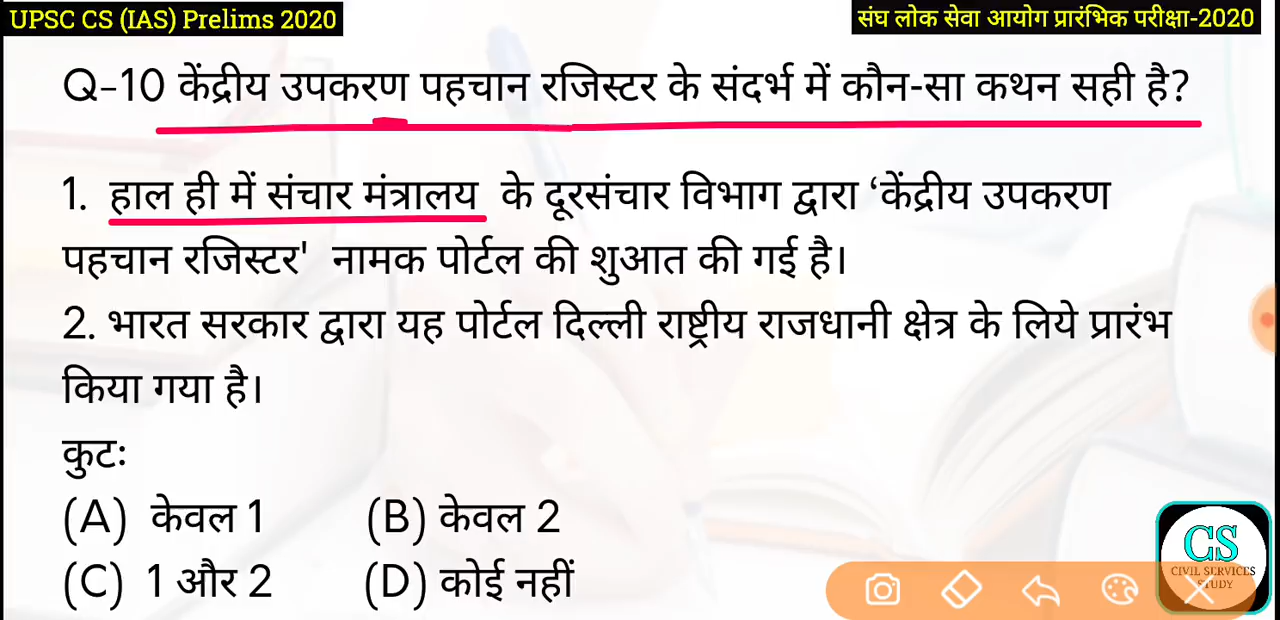 UPSC CS (IAS) Prelims 2020
संघ लोक सेवा आयोग प्रारंभिक परीक्षा-2020
Q-10 केंद्रीय उपकरण पहचान रजिस्टर के संदर्भ में कौन-सा कथन सही है?
1. हाल ही में संचार मंत्रालय के दूरसंचार विभाग द्वारा ‘केंद्रीय उपकरण
पहचान रजिस्टर' नामक पोर्टल की शुआत की गई है।
2. भारत सरकार द्वारा यह पोर्टल दिल्ली राष्ट्रीय राजधानी क्षेत्र के लिये प्रारंभ
किया गया है।
कुटः
(A) केवल 1 (B) केवल 2
(C) 1 और 2 (D) कोई नहीं
CS
CIVIL SERVICES
STUDY